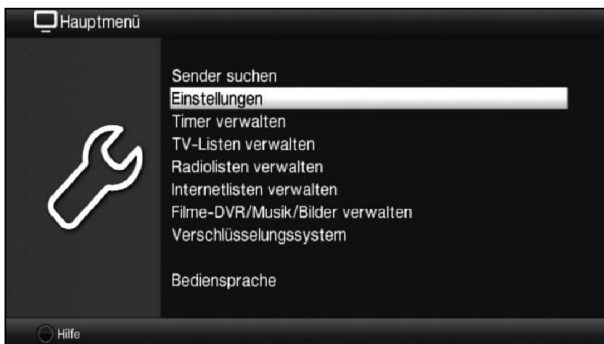 Hauptmenü
Sender suchen
Einstellungen
Timer verwalten
TV-Listen verwalten
Radiolisten verwalten
Internetlisten verwalten
Filme-DVR/Musik/Bilder verwalten
Verschlüsselungssystem
Bediensprache
Hilfe